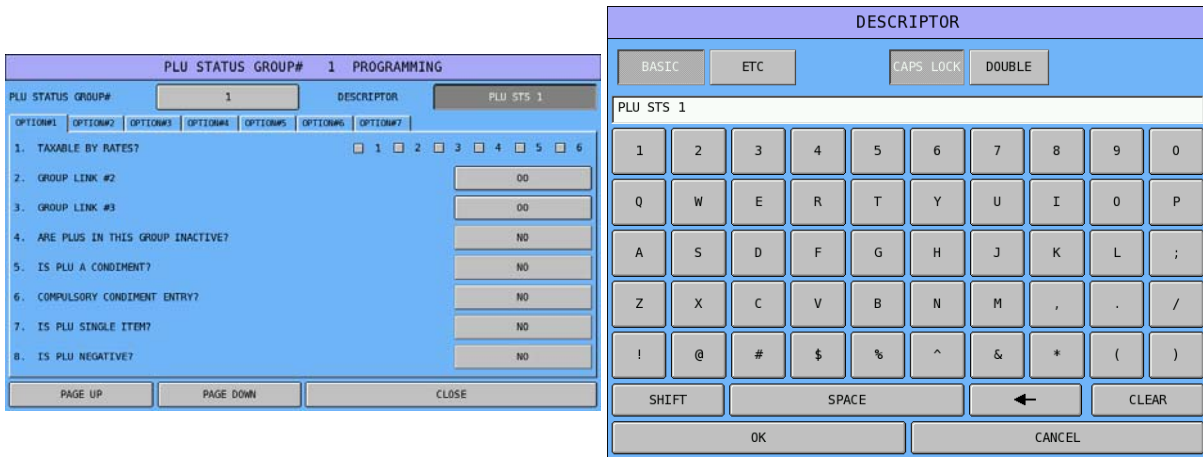 PLU STATUS GROUP# 1 PROGRAMMING
PLU STATUS GROUP# 1 DESCRIPTOR PLU STS 1
OPTION#1 OPTION#2 OPTION#3 OPTION#4 OPTION#5 OPTION#6 OPTION#7
1. TAXABLE BY RATES? 1 2 3 4 5 6
2. GROUP LINK #2 00
3. GROUP LINK #3 00
4. ARE PLUS IN THIS GROUP INACTIVE? NO
5. IS PLU A CONDIMENT? NO
6. COMPULSORY CONDIMENT ENTRY? NO
7. IS PLU SINGLE ITEM? NO
8. IS PLU NEGATIVE? NO
PAGE UP PAGE DOWN CLOSE
DESCRIPTOR
BASIC ETC CAPS LOCK DOUBLE
PLU STS 1
1 2 3 4 5 6 7 8 9 0
Q W E R T Y U I O P
A S D F G H J K L ;
Z X C V B N M , . /
! @ # $ % ^ & * ( )
SHIFT SPACE ← CLEAR
OK CANCEL